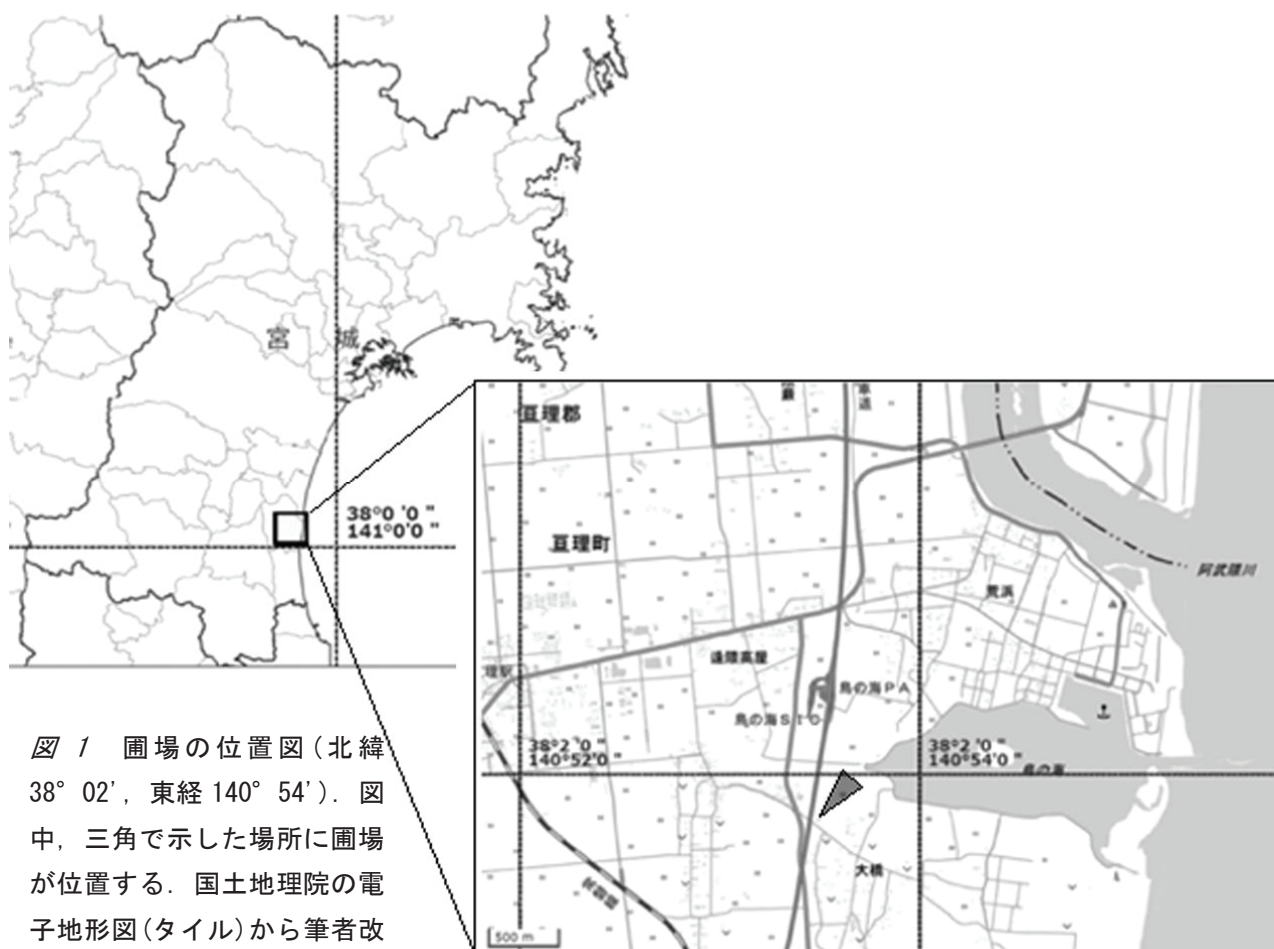 宮 城
38°0 '0 "
141°0'0 "
亘理郡
亘理町
阿武隈川
荒浜
逢隈高屋
鳥の海PA
鳥の海SIC
38°2 '0 "
140°52'0 "
38°2 '0 "
140°54'0 "
鳥の海
大橋
500 m
図 1 圃場の位置図(北緯
38° 02', 東経 140° 54'). 図
中, 三角で示した場所に圃場
が位置する. 国土地理院の電
子地形図(タイル)から筆者改